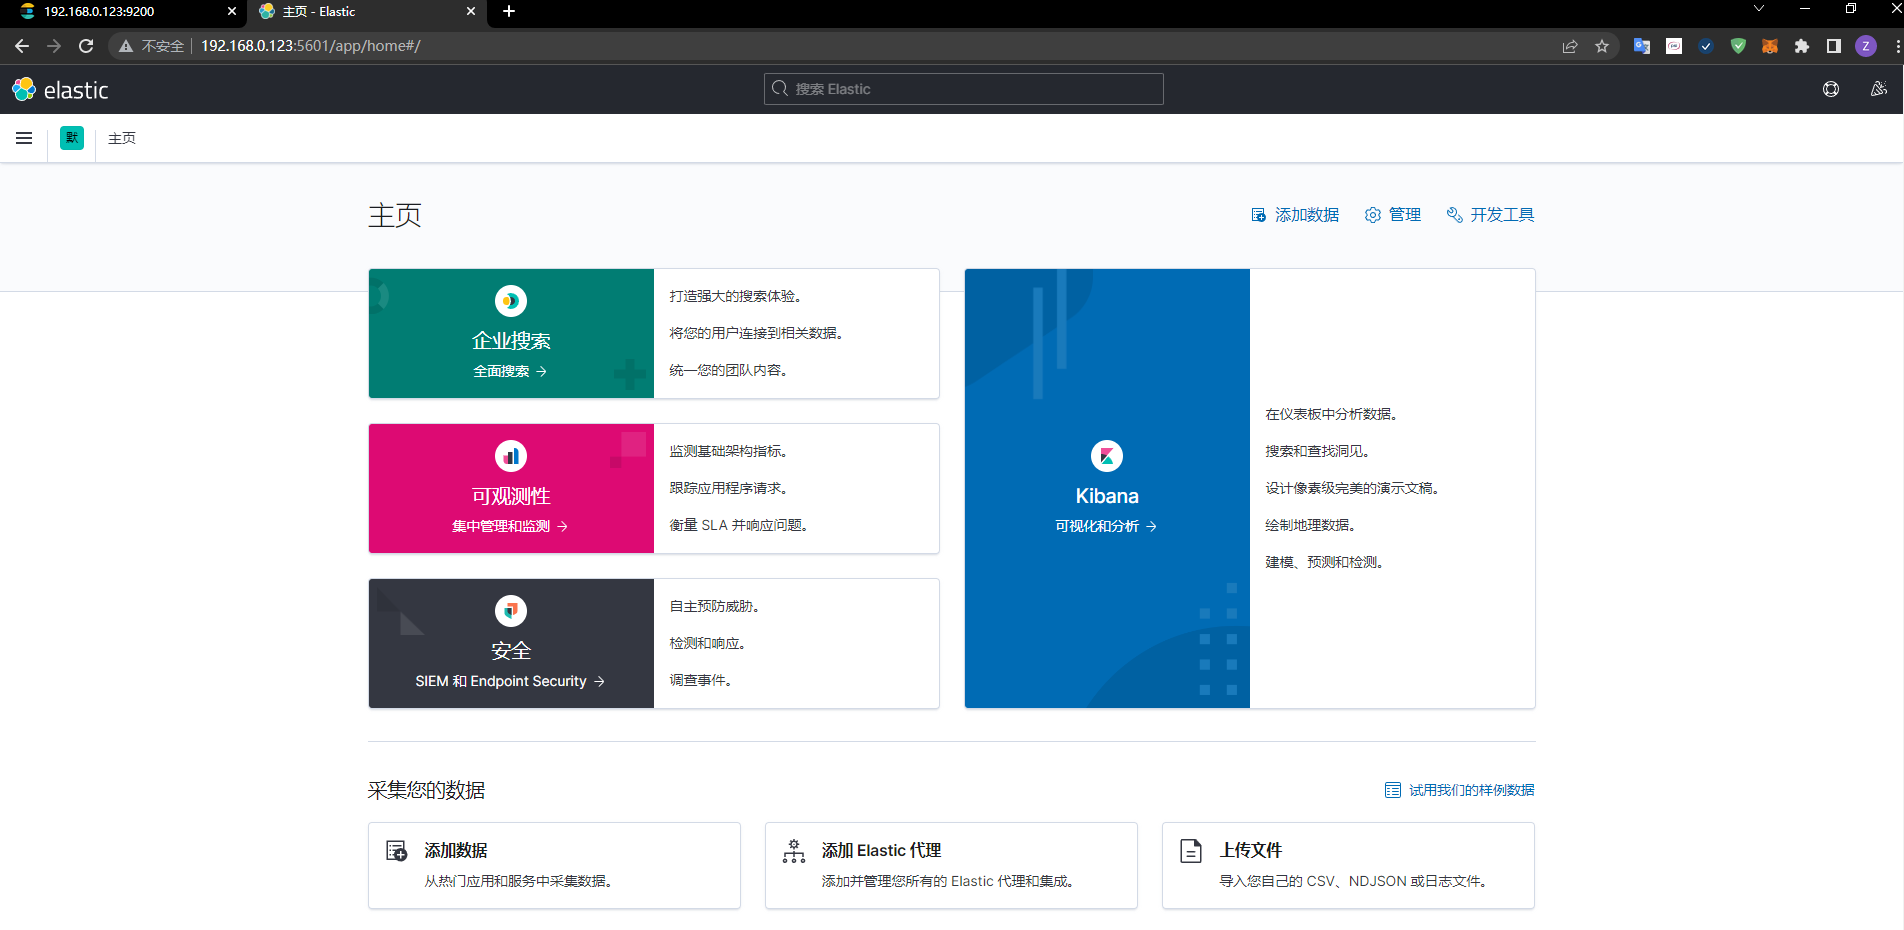 192.168.0.123:9200
主页 - Elastic
不安全
192.168.0.123:5601/app/home#/
Z
elastic
搜索 Elastic
默
主页
主页
添加数据
管理
开发工具
企业搜索
全面搜索 →
打造强大的搜索体验。
将您的用户连接到相关数据。
统一您的团队内容。
可观测性
集中管理和监测 →
监测基础架构指标。
跟踪应用程序请求。
衡量 SLA 并响应问题。
安全
SIEM 和 Endpoint Security →
自主预防威胁。
检测和响应。
调查事件。
Kibana
可视化和分析 →
在仪表板中分析数据。
搜索和查找洞见。
设计像素级完美的演示文稿。
绘制地理数据。
建模、预测和检测。
采集您的数据
试用我们的样例数据
添加数据
从热门应用和服务中采集数据。
添加 Elastic 代理
添加并管理您所有的 Elastic 代理和集成。
上传文件
导入您自己的 CSV、NDJSON 或日志文件。